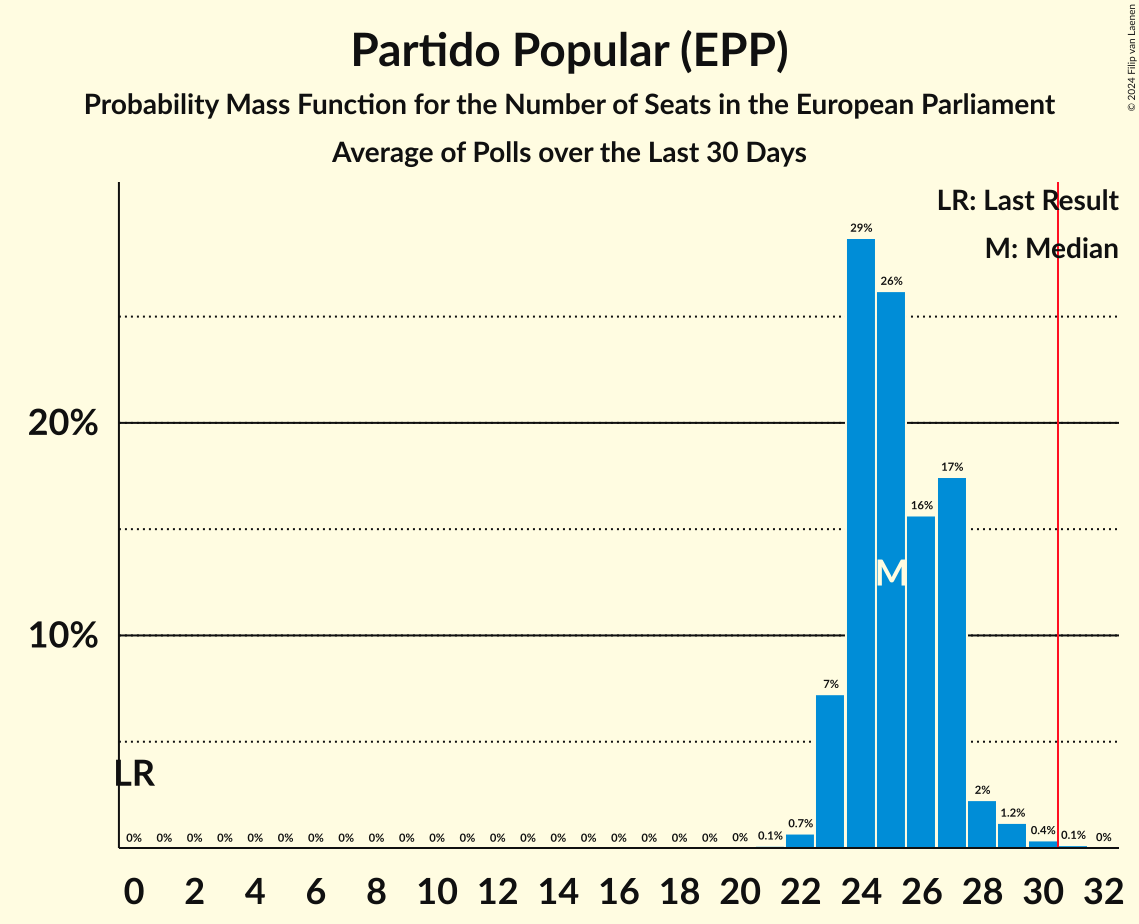 Partido Popular (EPP)
Probability Mass Function for the Number of Seats in the European Parliament
Average of Polls over the Last 30 Days
© 2024 Filip van Laenen
LR: Last Result
M: Median
20%
10%
LR
M
0% 0% 0% 0% 0% 0% 0% 0% 0% 0% 0% 0% 0% 0% 0% 0% 0% 0% 0% 0% 0% 0.1% 0.7% 7% 29% 26% 16% 17% 2% 1.2% 0.4% 0.1% 0%
0 2 4 6 8 10 12 14 16 18 20 22 24 26 28 30 32